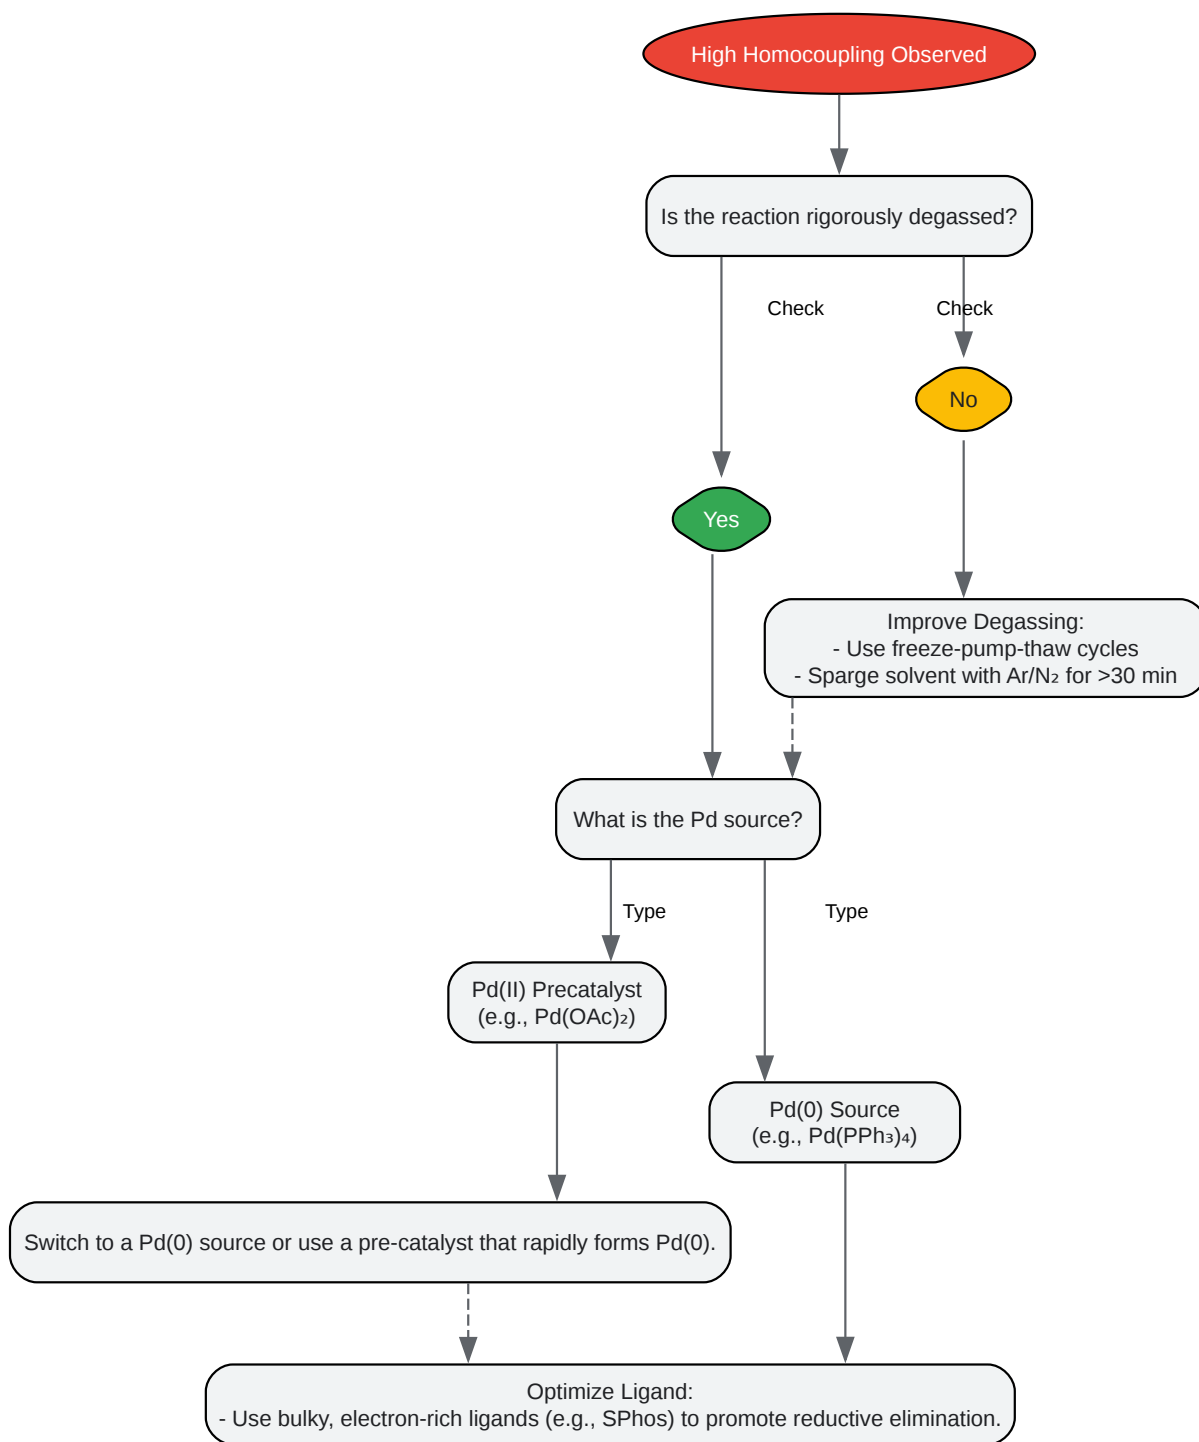 High Homocoupling Observed
Is the reaction rigorously degassed?
Check
Check
No
Yes
Improve Degassing:
- Use freeze-pump-thaw cycles
- Sparge solvent with Ar/N₂ for >30 min
What is the Pd source?
Type
Type
Pd(II) Precatalyst
(e.g., Pd(OAc)₂)
Pd(0) Source
(e.g., Pd(PPh₃)₄)
Switch to a Pd(0) source or use a pre-catalyst that rapidly forms Pd(0).
Optimize Ligand:
- Use bulky, electron-rich ligands (e.g., SPhos) to promote reductive elimination.